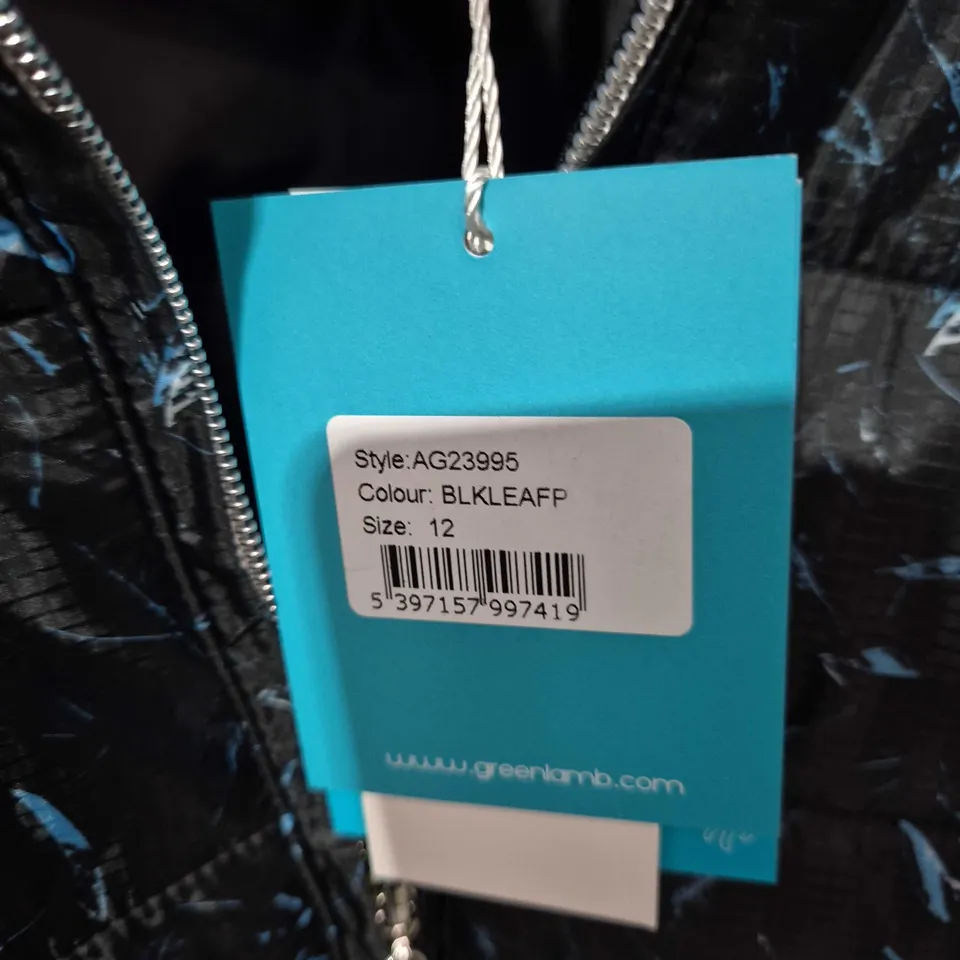 Style:AG23995
Colour: BLKLEAFP
Size: 12
5 397157 997419
www.greenlamb.com